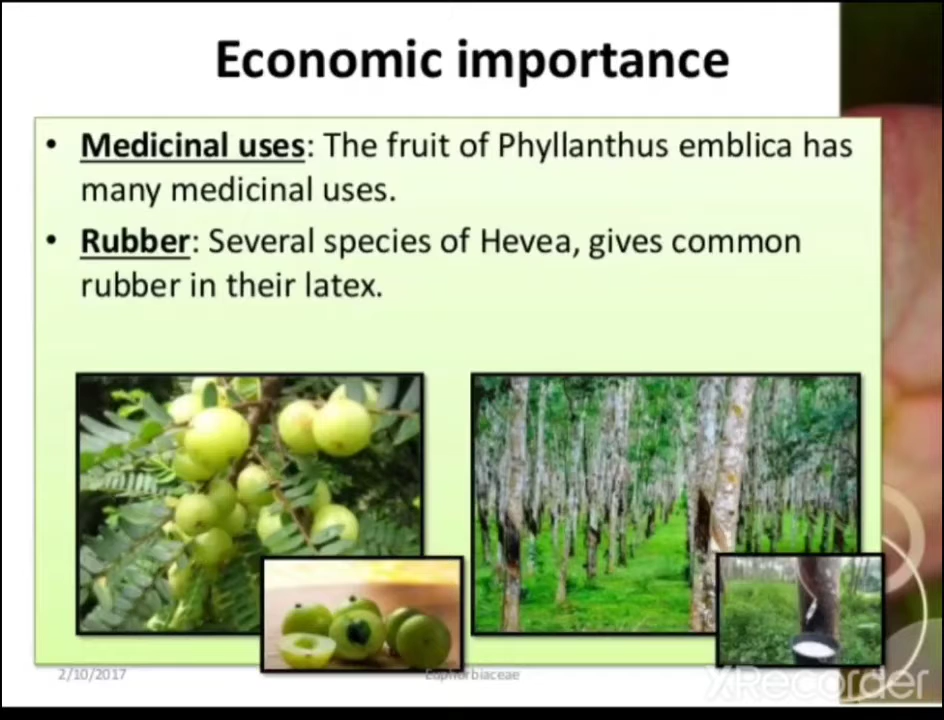 Economic importance
• Medicinal uses: The fruit of Phyllanthus emblica has
many medicinal uses.
• Rubber: Several species of Hevea, gives common
rubber in their latex.
2/10/2017
Euphorbiaceae
XRecorder